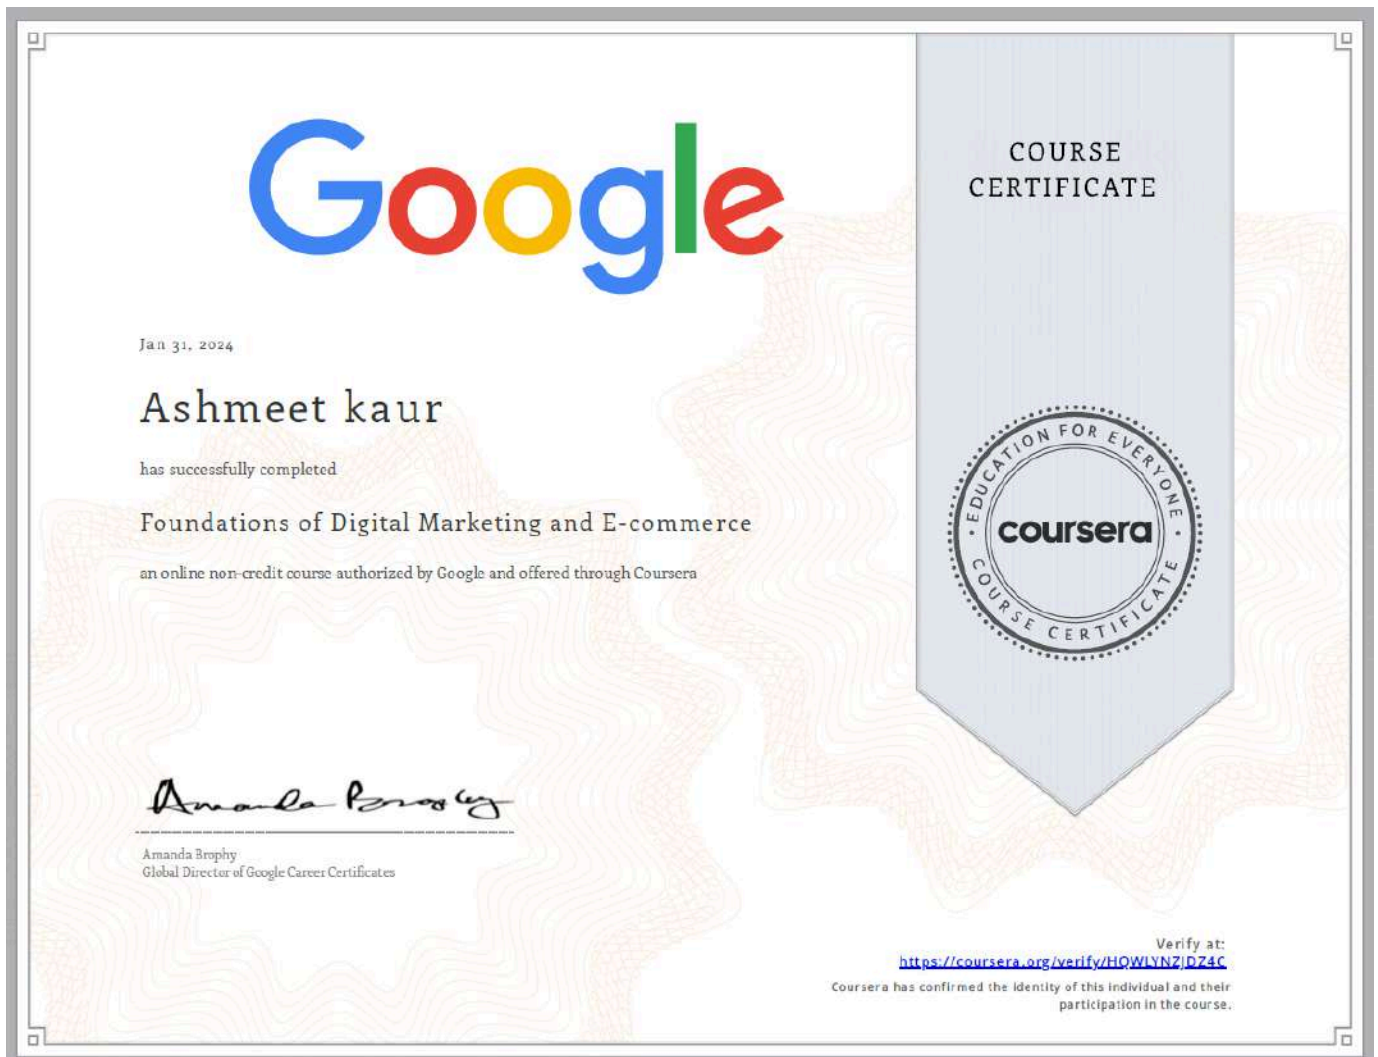 Google
COURSE
CERTIFICATE
Jan 31, 2024
Ashmeet kaur
has successfully completed
Foundations of Digital Marketing and E-commerce
an online non-credit course authorized by Google and offered through Coursera
EDUCATION FOR EVERYONE
coursera
COURSE CERTIFICATE
Amanda Brophy
Amanda Brophy
Global Director of Google Career Certificates
Verify at:
https://coursera.org/verify/HQWLYNZJDZ4C
Coursera has confirmed the identity of this individual and their
participation in the course.